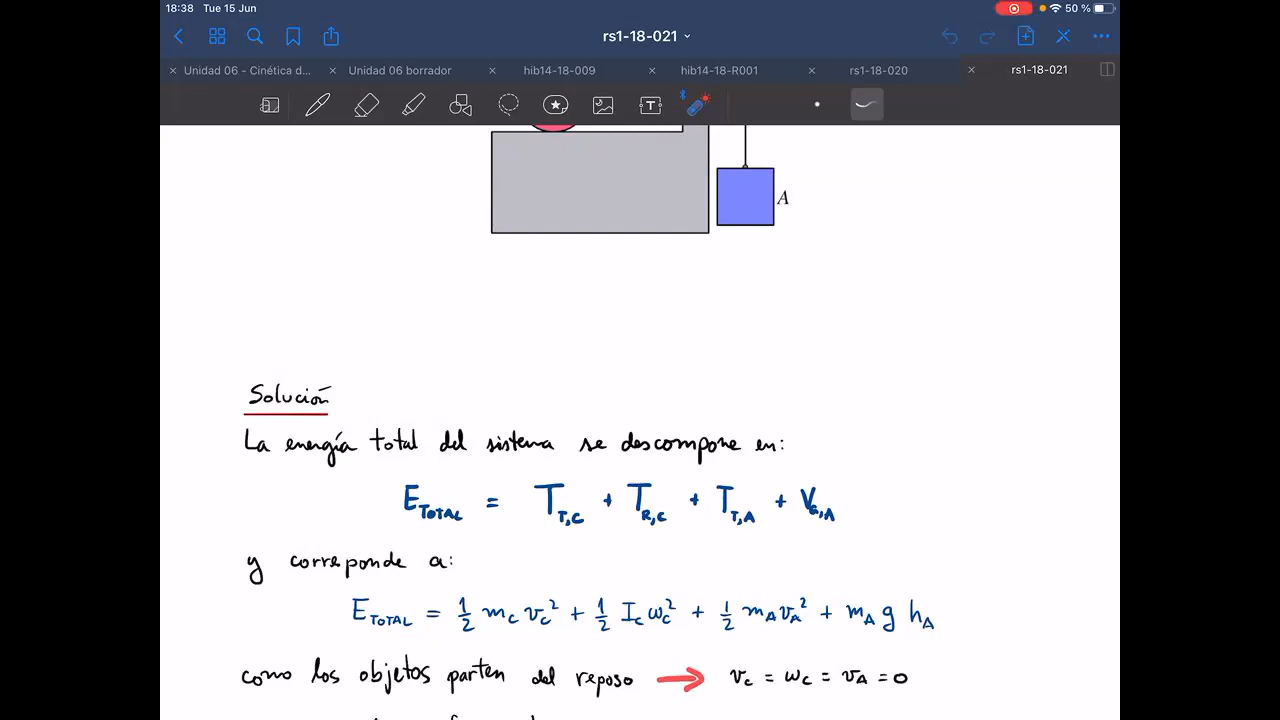 18:38 Tue 15 Jun 50 %
rs1-18-021
Unidad 06 - Cinética d... Unidad 06 borrador hib14-18-009 hib14-18-R001 rs1-18-020 rs1-18-021
A
Solución
La energía total del sistema se descompone en:
E_TOTAL = T_T,C + T_R,C + T_T,A + V_G,A
y corresponde a:
E_TOTAL = 1/2 m_C v_C² + 1/2 I_C ω_C² + 1/2 m_A v_A² + m_A g h_A
como los objetos parten del reposo → v_C = ω_C = v_A = 0